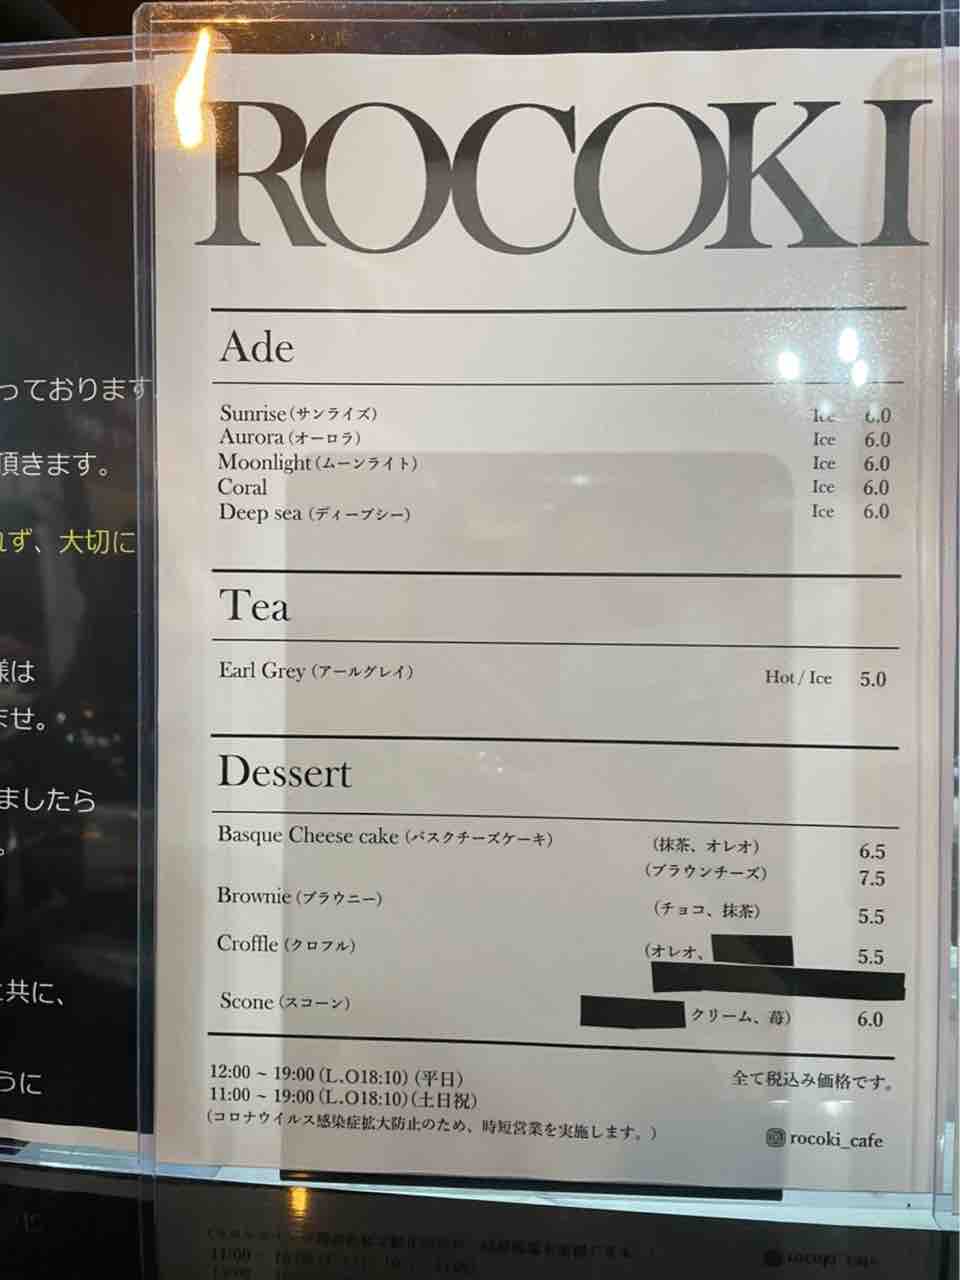 ROCOKI
Ade
Sunrise (サンライズ) Ice 6.0
Aurora (オーロラ) Ice 6.0
Moonlight (ムーンライト) Ice 6.0
Coral Ice 6.0
Deep sea (ディープシー) Ice 6.0
Tea
Earl Grey (アールグレイ) Hot / Ice 5.0
Dessert
Basque Cheese cake (バスクチーズケーキ) (抹茶、オレオ) 6.5
(ブラウンチーズ) 7.5
Brownie (ブラウニー) (チョコ、抹茶) 5.5
Croffle (クロフル) (オレオ、 5.5
Scone (スコーン) クリーム、苺) 6.0
12:00 ~ 19:00 (L.O18:10) (平日) 全て税込み価格です。
11:00 ~ 19:00 (L.O18:10) (土日祝)
(コロナウイルス感染症拡大防止のため、時短営業を実施します。)
rocoki_cafe
っております
頂きます。
れず、大切に
様は
ませ。
ましたら
。
と共に、
うに